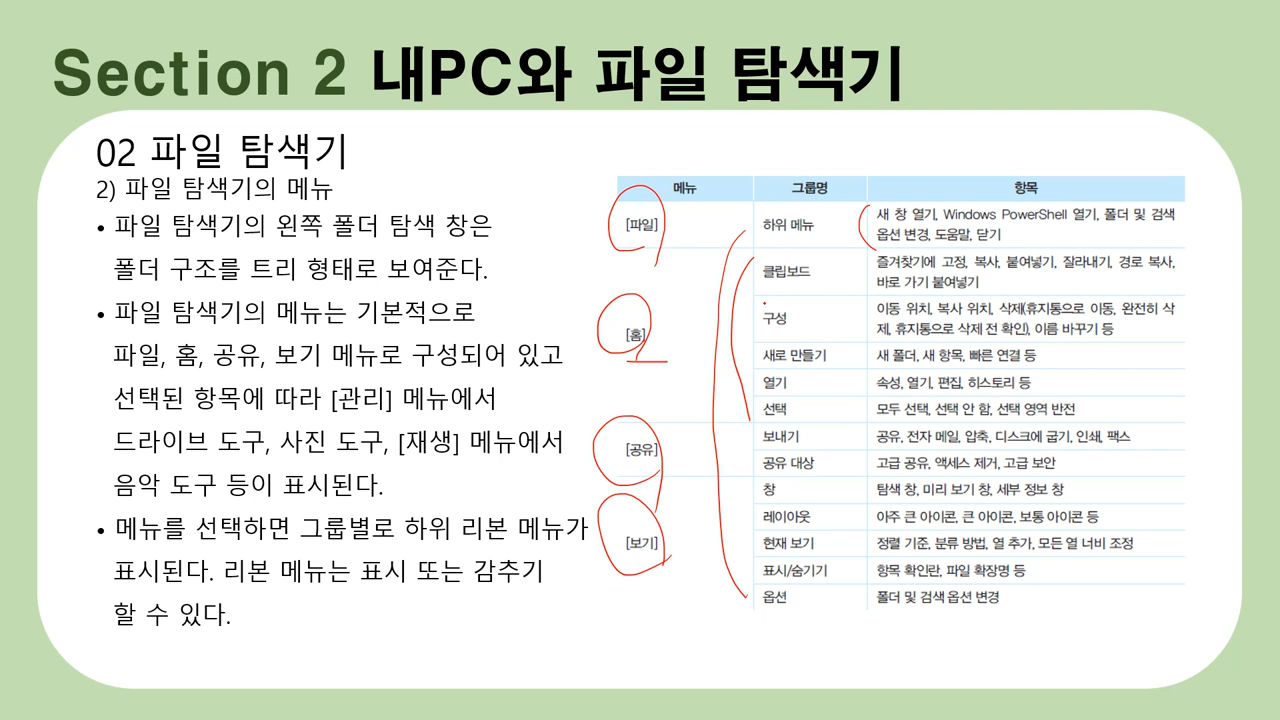 Section 2 내PC와 파일 탐색기
02 파일 탐색기
2) 파일 탐색기의 메뉴
• 파일 탐색기의 왼쪽 폴더 탐색 창은
폴더 구조를 트리 형태로 보여준다.
• 파일 탐색기의 메뉴는 기본적으로
파일, 홈, 공유, 보기 메뉴로 구성되어 있고
선택된 항목에 따라 [관리] 메뉴에서
드라이브 도구, 사진 도구, [재생] 메뉴에서
음악 도구 등이 표시된다.
• 메뉴를 선택하면 그룹별로 하위 리본 메뉴가
표시된다. 리본 메뉴는 표시 또는 감추기
할 수 있다.
메뉴 그룹명 항목
[파일] 하위 메뉴 새 창 열기, Windows PowerShell 열기, 폴더 및 검색
옵션 변경, 도움말, 닫기
[홈] 클립보드 즐겨찾기에 고정, 복사, 붙여넣기, 잘라내기, 경로 복사,
바로 가기 붙여넣기
구성 이동 위치, 복사 위치, 삭제(휴지통으로 이동, 완전히 삭
제, 휴지통으로 삭제 전 확인), 이름 바꾸기 등
새로 만들기 새 폴더, 새 항목, 빠른 연결 등
열기 속성, 열기, 편집, 히스토리 등
선택 모두 선택, 선택 안 함, 선택 영역 반전
[공유] 보내기 공유, 전자 메일, 압축, 디스크에 굽기, 인쇄, 팩스
공유 대상 고급 공유, 액세스 제거, 고급 보안
[보기] 창 탐색 창, 미리 보기 창, 세부 정보 창
레이아웃 아주 큰 아이콘, 큰 아이콘, 보통 아이콘 등
현재 보기 정렬 기준, 분류 방법, 열 추가, 모든 열 너비 조정
표시/숨기기 항목 확인란, 파일 확장명 등
옵션 폴더 및 검색 옵션 변경